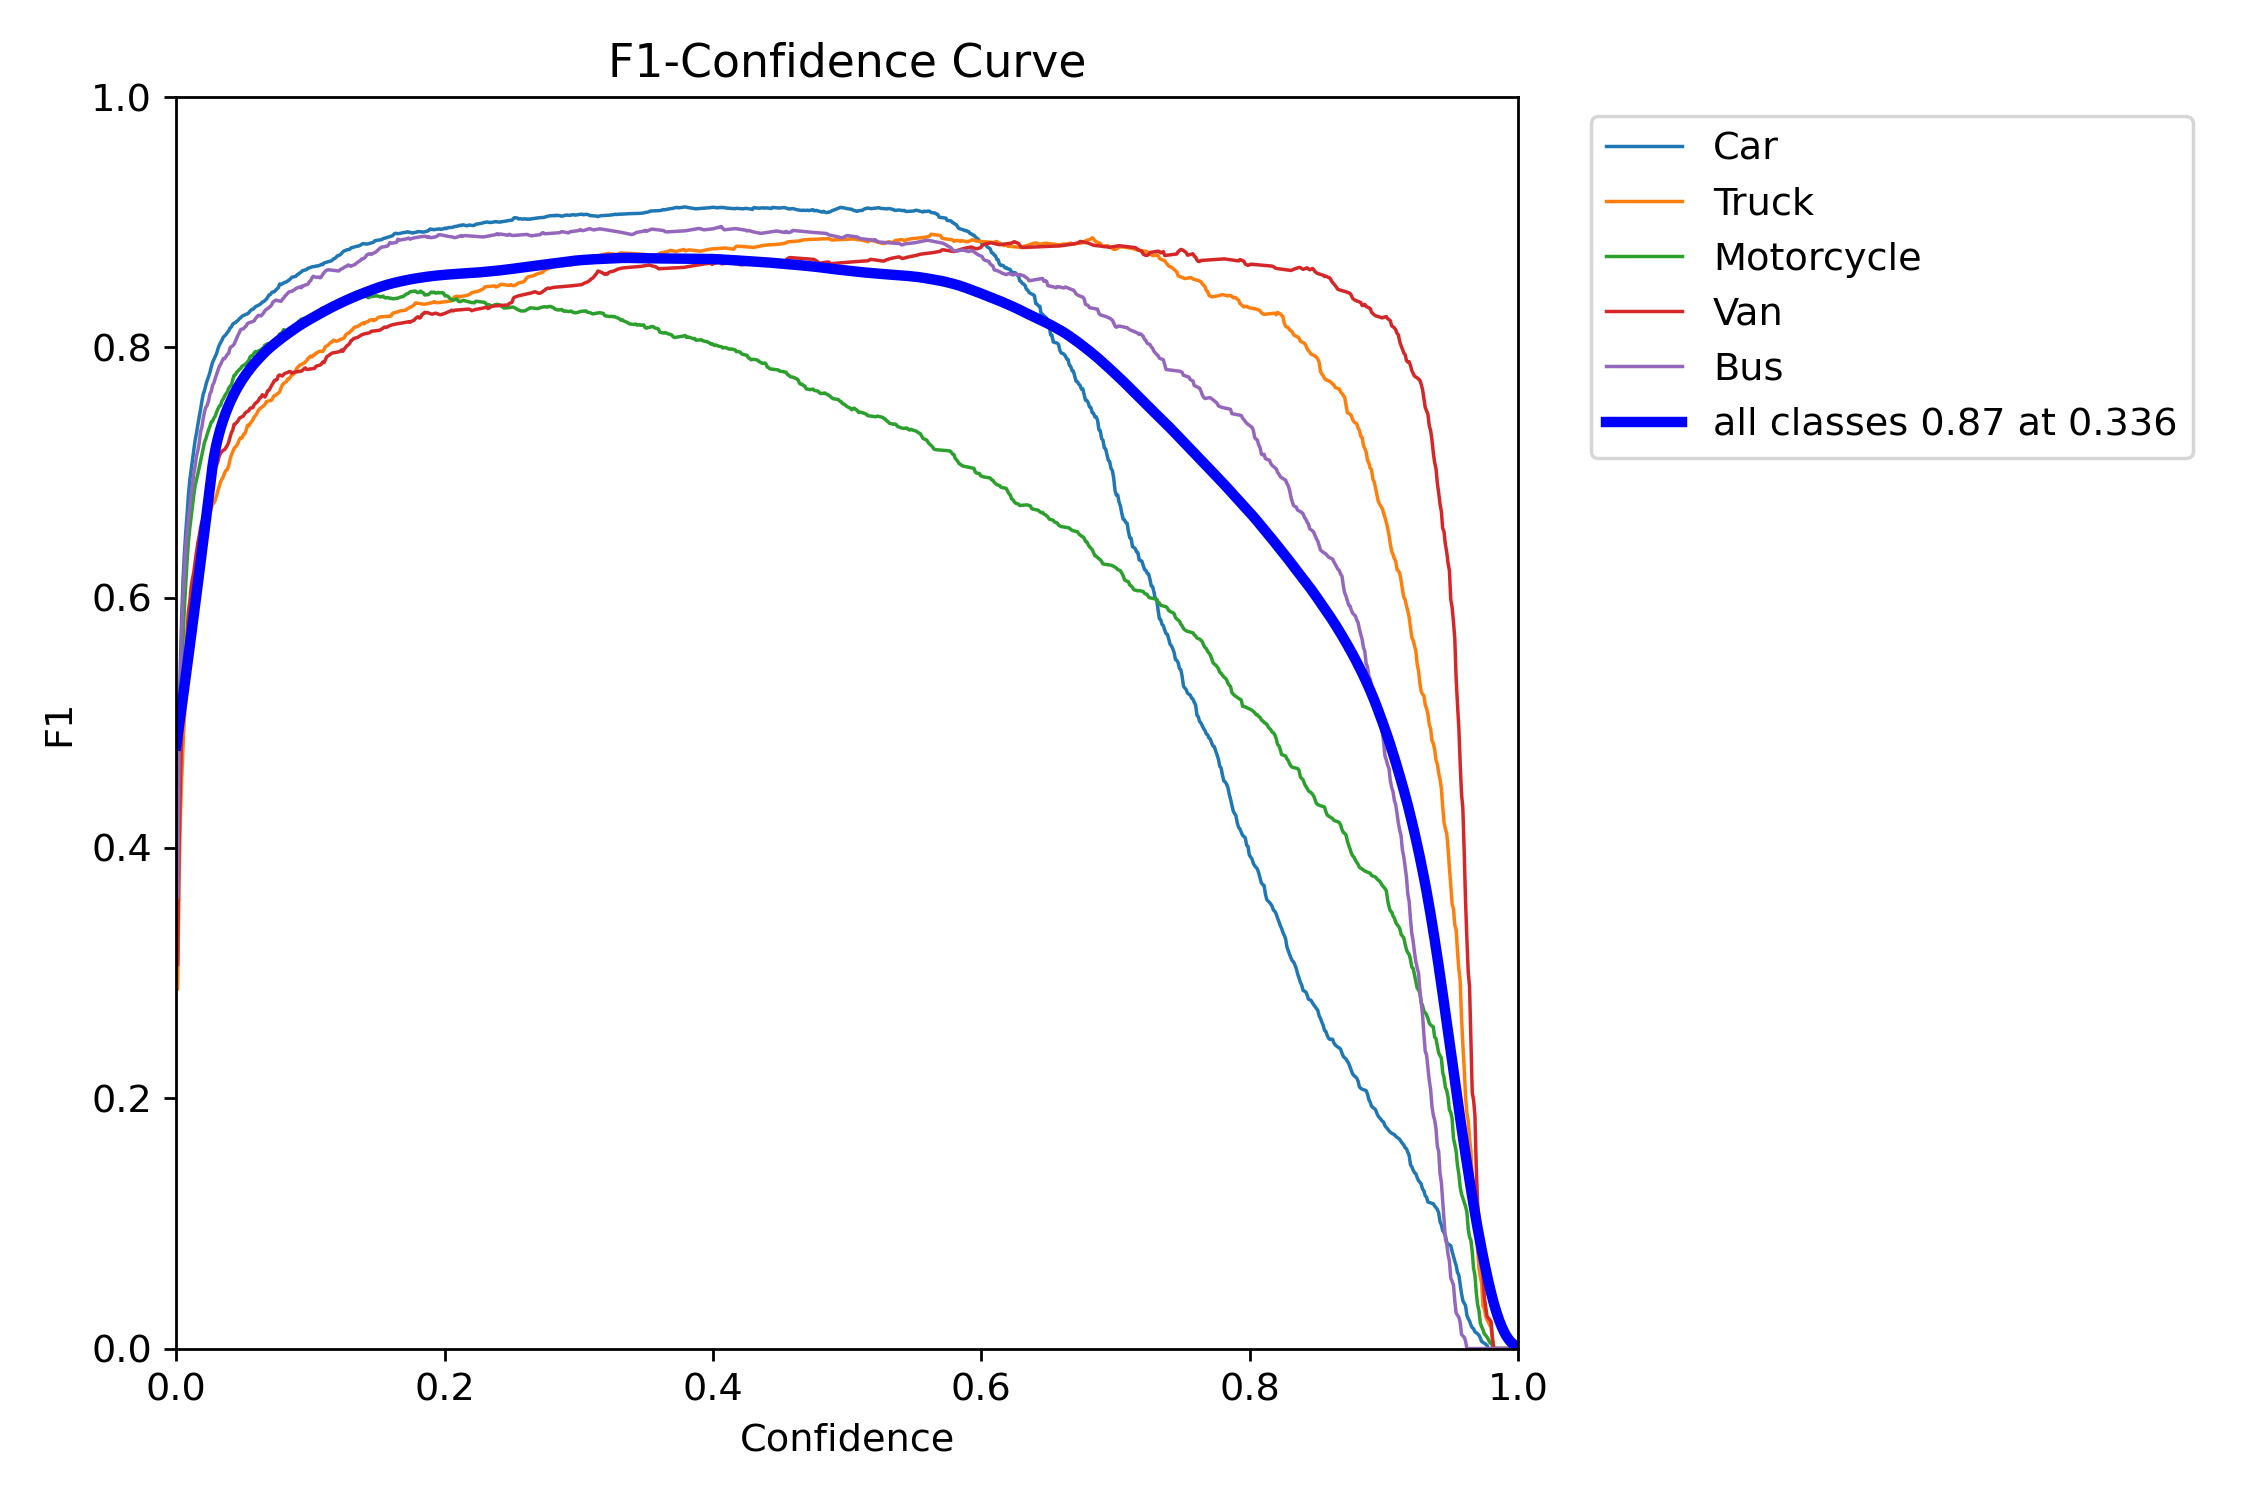 F1-Confidence Curve
1.0
0.8
0.6
0.4
0.2
0.0
F1
0.0 0.2 0.4 0.6 0.8 1.0
Confidence
Car
Truck
Motorcycle
Van
Bus
all classes 0.87 at 0.336